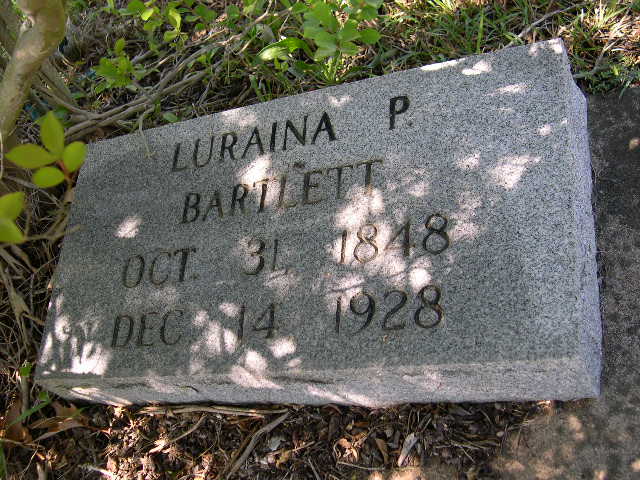 LURAINA P.
BARTLETT
OCT. 31, 1848
DEC 14 1928